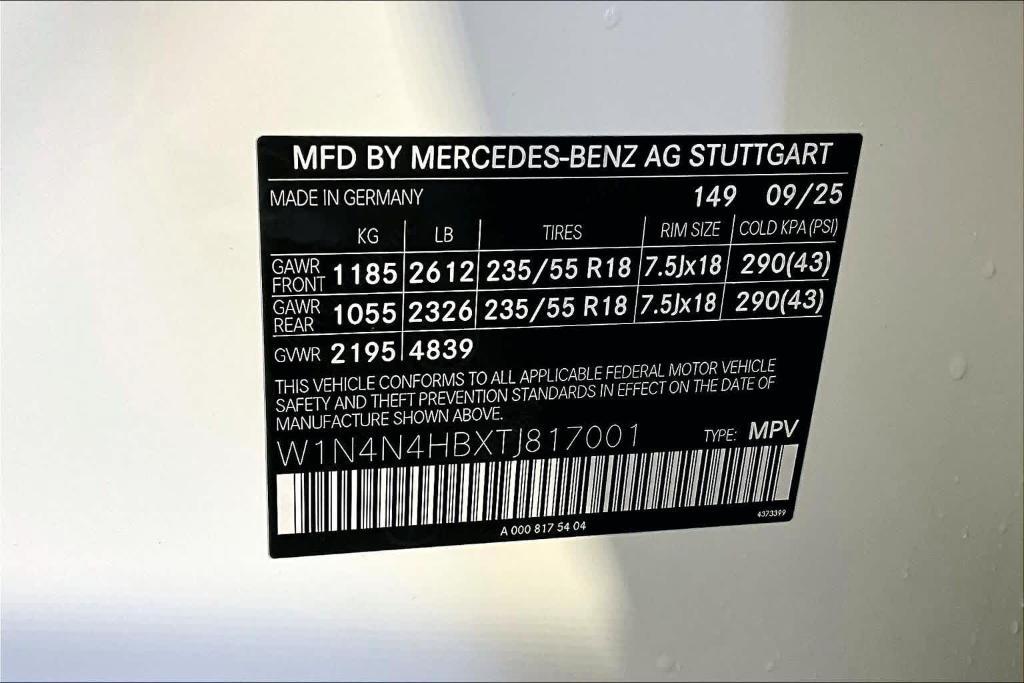 MFD BY MERCEDES-BENZ AG STUTTGART
MADE IN GERMANY 149 09/25
KG LB TIRES RIM SIZE COLD KPA (PSI)
GAWR FRONT 1185 2612 235/55 R18 7.5Jx18 290(43)
GAWR REAR 1055 2326 235/55 R18 7.5Jx18 290(43)
GVWR 2195 4839
THIS VEHICLE CONFORMS TO ALL APPLICABLE FEDERAL MOTOR VEHICLE
SAFETY AND THEFT PREVENTION STANDARDS IN EFFECT ON THE DATE OF
MANUFACTURE SHOWN ABOVE.
W1N4N4HBXTJ817001 TYPE: MPV
A 000 817 54 04 4373399